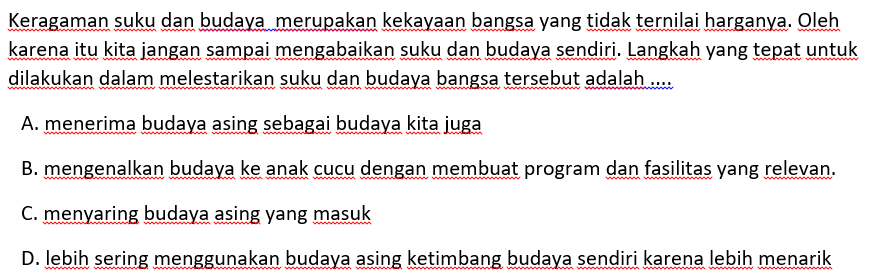 Keragaman suku dan budaya  merupakan kekayaan bangsa yang tidak ternilai harganya. Oleh
karena itu kita jangan sampai mengabaikan suku dan budaya sendiri. Langkah yang tepat untuk
dilakukan dalam melestarikan suku dan budaya bangsa tersebut adalah ....
A. menerima budaya asing sebagai budaya kita juga
B. mengenalkan budaya ke anak cucu dengan membuat program dan fasilitas yang relevan.
C. menyaring budaya asing yang masuk
D. lebih sering menggunakan budaya asing ketimbang budaya sendiri karena lebih menarik